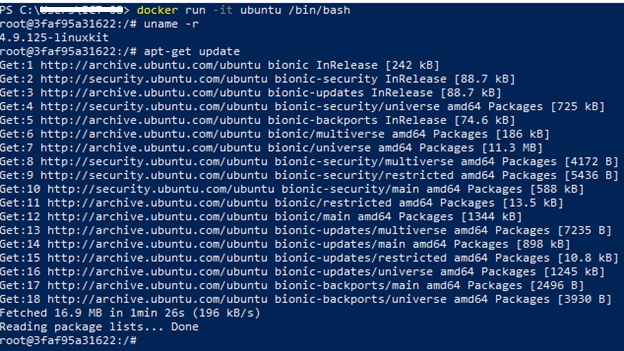 PS C:\> docker run -it ubuntu /bin/bash
root@3faf95a31622:/# uname -r
4.9.125-linuxkit
root@3faf95a31622:/# apt-get update
Get:1 http://archive.ubuntu.com/ubuntu bionic InRelease [242 kB]
Get:2 http://security.ubuntu.com/ubuntu bionic-security InRelease [88.7 kB]
Get:3 http://archive.ubuntu.com/ubuntu bionic-updates InRelease [88.7 kB]
Get:4 http://security.ubuntu.com/ubuntu bionic-security/universe amd64 Packages [725 kB]
Get:5 http://archive.ubuntu.com/ubuntu bionic-backports InRelease [74.6 kB]
Get:6 http://archive.ubuntu.com/ubuntu bionic/multiverse amd64 Packages [186 kB]
Get:7 http://archive.ubuntu.com/ubuntu bionic/universe amd64 Packages [11.3 MB]
Get:8 http://security.ubuntu.com/ubuntu bionic-security/multiverse amd64 Packages [4172 B]
Get:9 http://security.ubuntu.com/ubuntu bionic-security/restricted amd64 Packages [5436 B]
Get:10 http://security.ubuntu.com/ubuntu bionic-security/main amd64 Packages [588 kB]
Get:11 http://archive.ubuntu.com/ubuntu bionic/restricted amd64 Packages [13.5 kB]
Get:12 http://archive.ubuntu.com/ubuntu bionic/main amd64 Packages [1344 kB]
Get:13 http://archive.ubuntu.com/ubuntu bionic-updates/multiverse amd64 Packages [7235 B]
Get:14 http://archive.ubuntu.com/ubuntu bionic-updates/main amd64 Packages [898 kB]
Get:15 http://archive.ubuntu.com/ubuntu bionic-updates/restricted amd64 Packages [10.8 kB]
Get:16 http://archive.ubuntu.com/ubuntu bionic-updates/universe amd64 Packages [1245 kB]
Get:17 http://archive.ubuntu.com/ubuntu bionic-backports/main amd64 Packages [2496 B]
Get:18 http://archive.ubuntu.com/ubuntu bionic-backports/universe amd64 Packages [3930 B]
Fetched 16.9 MB in 1min 26s (196 kB/s)
Reading package lists... Done
root@3faf95a31622:/#